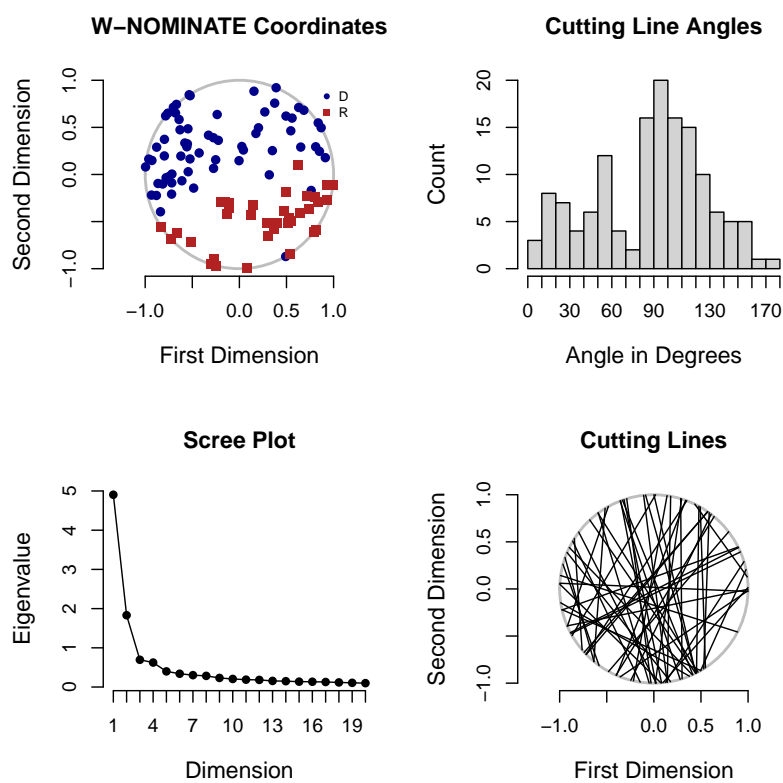 W−NOMINATE Coordinates
Second Dimension
1.0
0.5
0.0
−1.0
D
R
−1.0
0.0
0.5
1.0
First Dimension
Cutting Line Angles
Count
20
15
10
5
0
0
30
60
90
130
170
Angle in Degrees
Scree Plot
Eigenvalue
5
4
3
2
1
0
1
4
7
10
13
16
19
Dimension
Cutting Lines
Second Dimension
1.0
0.5
0.0
−1.0
−1.0
0.0
0.5
1.0
First Dimension